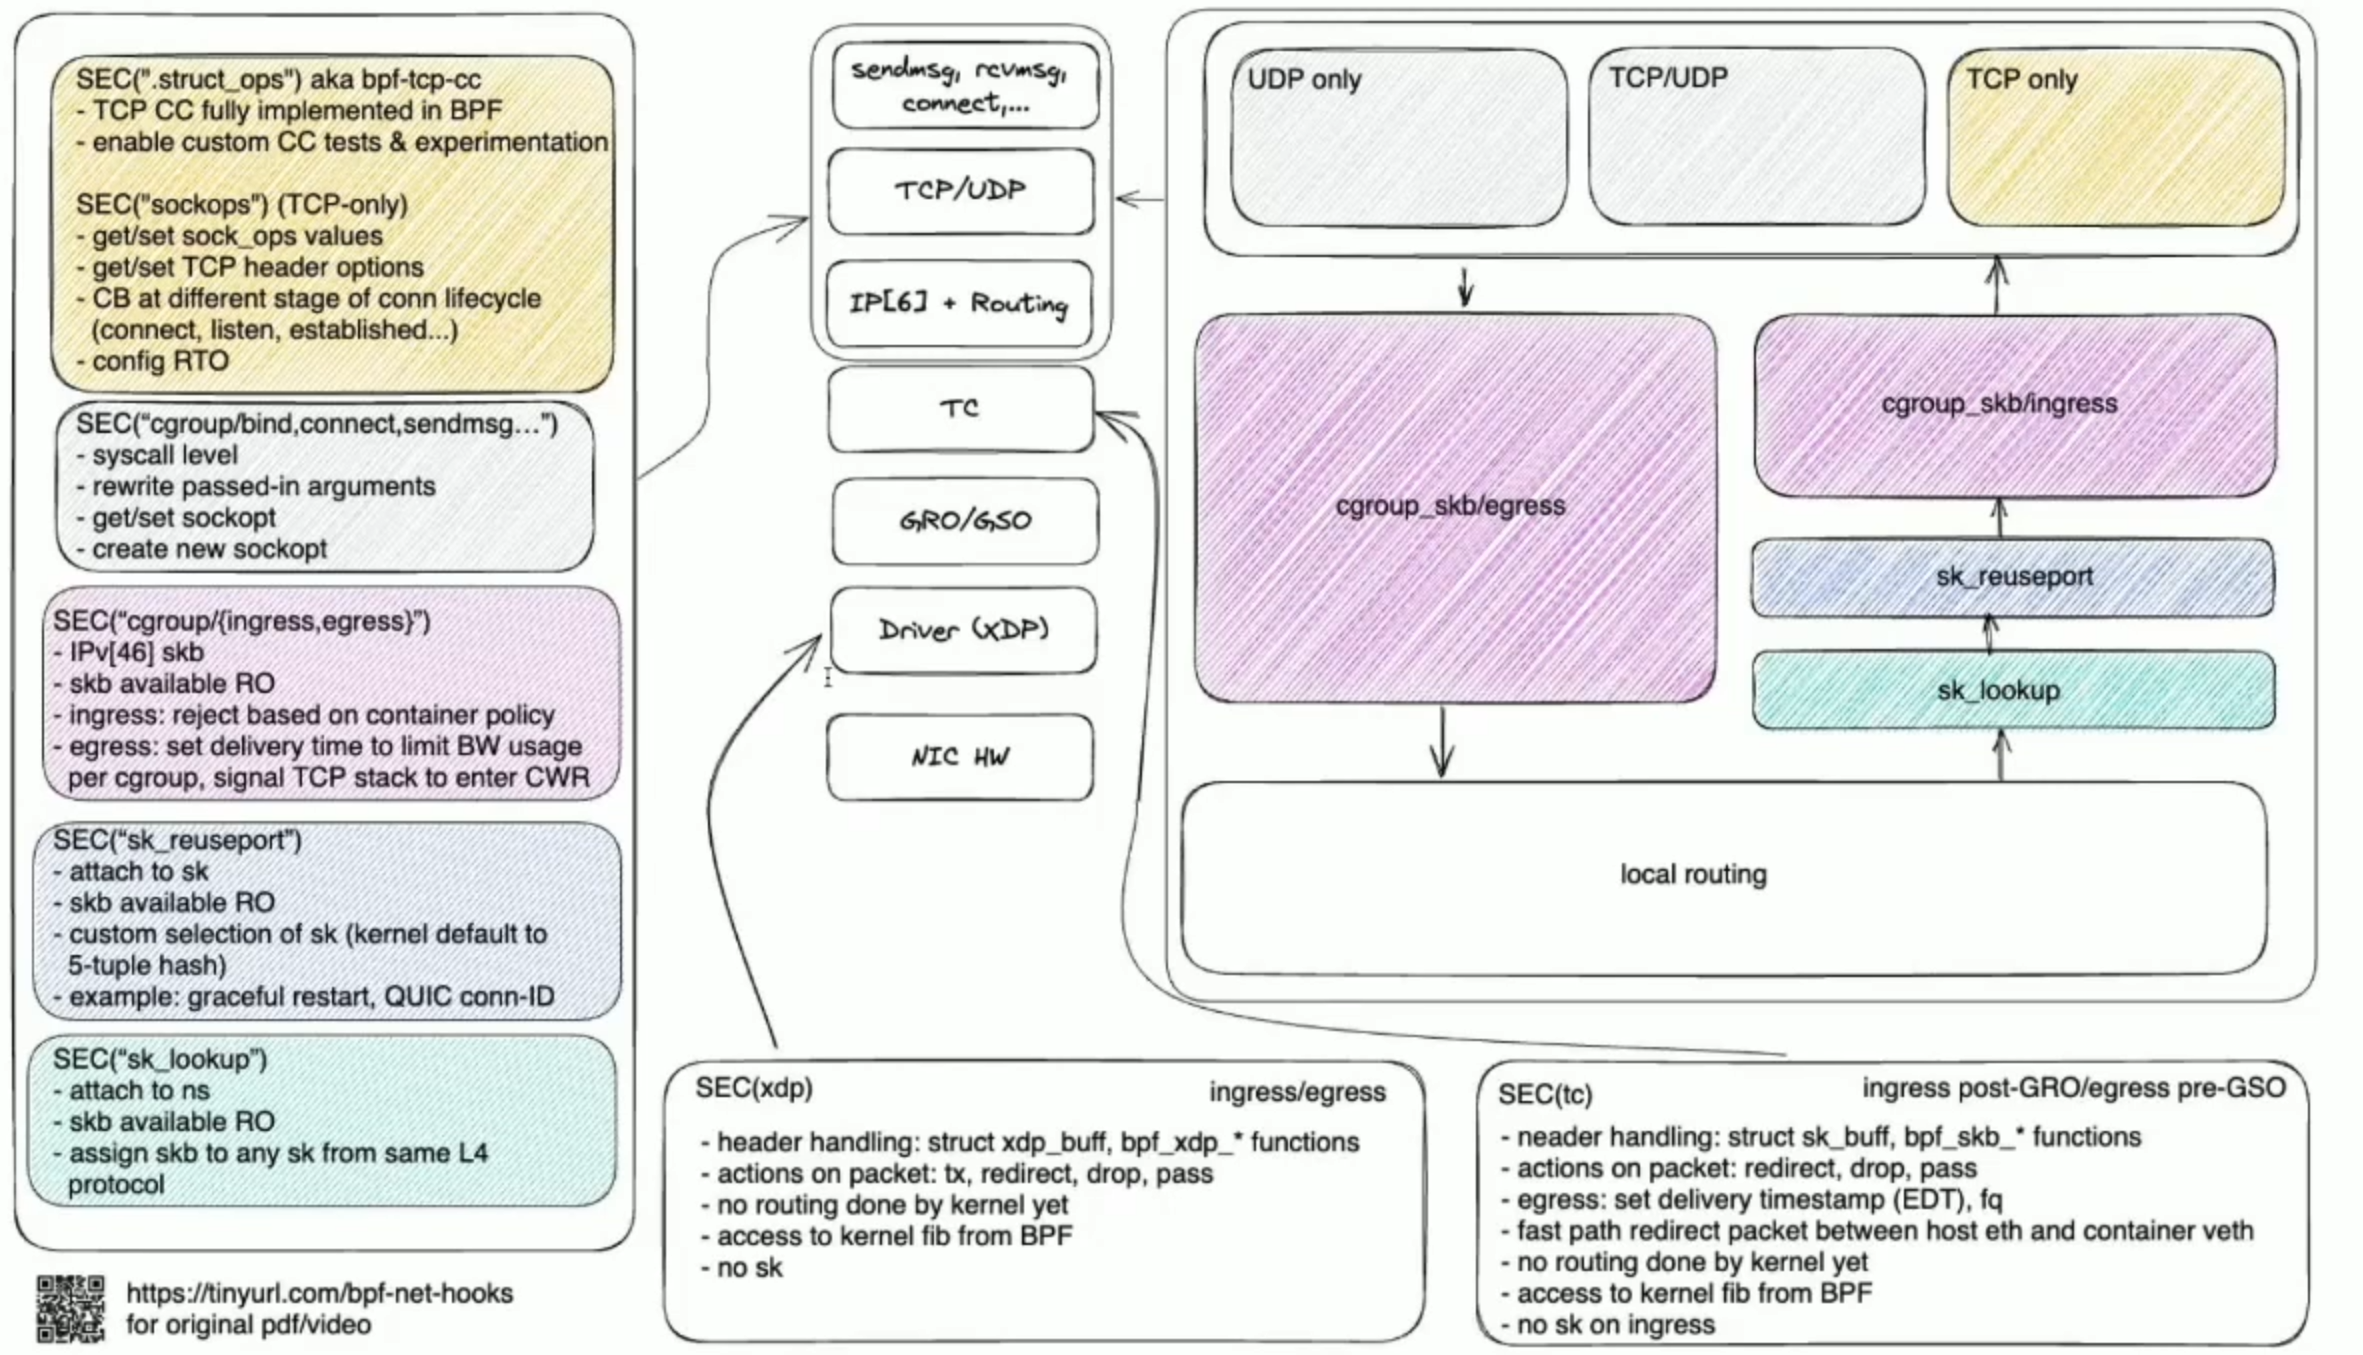 SEC(".struct_ops") aka bpf-tcp-cc
- TCP CC fully implemented in BPF
- enable custom CC tests & experimentation
SEC("sockops") (TCP-only)
- get/set sock_ops values
- get/set TCP header options
- CB at different stage of conn lifecycle
(connect, listen, established...)
- config RTO
SEC(“cgroup/bind,connect,sendmsg...”)
- syscall level
- rewrite passed-in arguments
- get/set sockopt
- create new sockopt
SEC(“cgroup/{ingress,egress}”)
- IPv[46] skb
- skb available RO
- ingress: reject based on container policy
- egress: set delivery time to limit BW usage
per cgroup, signal TCP stack to enter CWR
SEC(“sk_reuseport”)
- attach to sk
- skb available RO
- custom selection of sk (kernel default to
5-tuple hash)
- example: graceful restart, QUIC conn-ID
SEC(“sk_lookup”)
- attach to ns
- skb available RO
- assign skb to any sk from same L4
protocol
https://tinyurl.com/bpf-net-hooks
for original pdf/video
sendmsg, rcvmsg,
connect,...
TCP/UDP
IP[6] + Routing
TC
GRO/GSO
Driver (XDP)
NIC HW
UDP only
TCP/UDP
TCP only
cgroup_skb/egress
cgroup_skb/ingress
sk_reuseport
sk_lookup
local routing
SEC(xdp)
ingress/egress
- header handling: struct xdp_buff, bpf_xdp_* functions
- actions on packet: tx, redirect, drop, pass
- no routing done by kernel yet
- access to kernel fib from BPF
- no sk
SEC(tc)
ingress post-GRO/egress pre-GSO
- neader handling: struct sk_buff, bpf_skb_* functions
- actions on packet: redirect, drop, pass
- egress: set delivery timestamp (EDT), fq
- fast path redirect packet between host eth and container veth
- no routing done by kernel yet
- access to kernel fib from BPF
- no sk on ingress